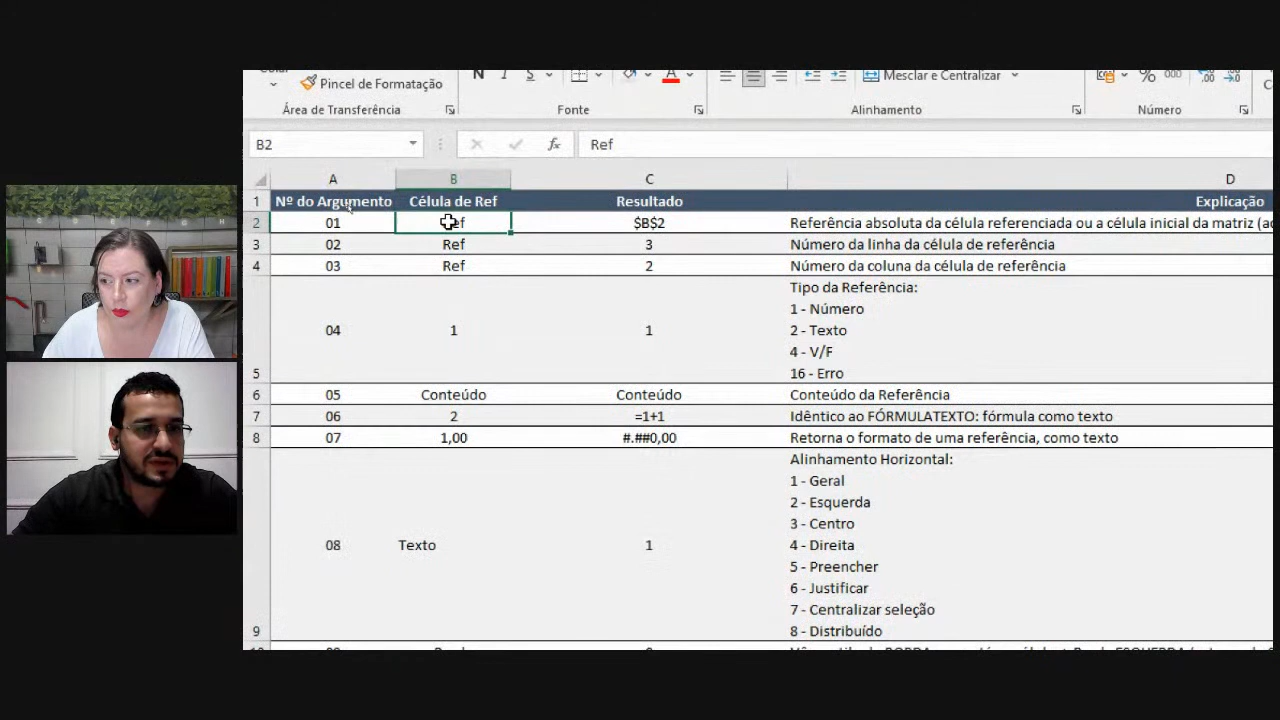 Pincel de Formatação
N I S A
Mesclar e Centralizar
% 000
Área de Transferência
Fonte
Alinhamento
Número
B2
fx
Ref
A B C D
1 Nº do Argumento Célula de Ref Resultado Explicação
2 01 Ref $B$2 Referência absoluta da célula referenciada ou a célula inicial da matriz
3 02 Ref 3 Número da linha da célula de referência
4 03 Ref 2 Número da coluna da célula de referência
Tipo da Referência:
1 - Número
04 1 1 2 - Texto
4 - V/F
5 16 - Erro
6 05 Conteúdo Conteúdo Conteúdo da Referência
7 06 2 =1+1 Idêntico ao FÓRMULATEXTO: fórmula como texto
8 07 1,00 #.##0,00 Retorna o formato de uma referência, como texto
Alinhamento Horizontal:
1 - Geral
2 - Esquerda
3 - Centro
08 Texto 1 4 - Direita
5 - Preencher
6 - Justificar
7 - Centralizar seleção
9 8 - Distribuído